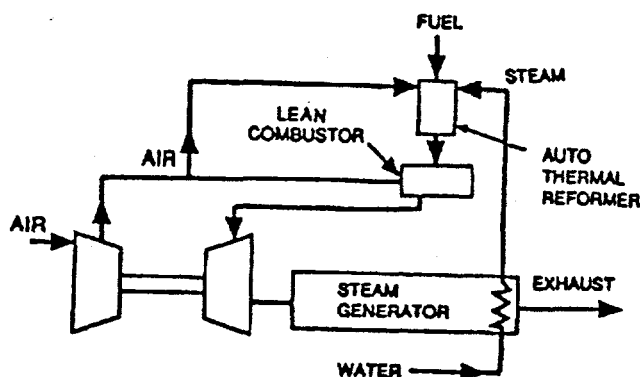 FUEL
STEAM
LEAN
COMBUSTOR
AIR
AUTO
THERMAL
REFORMER
AIR
STEAM
GENERATOR
EXHAUST
WATER